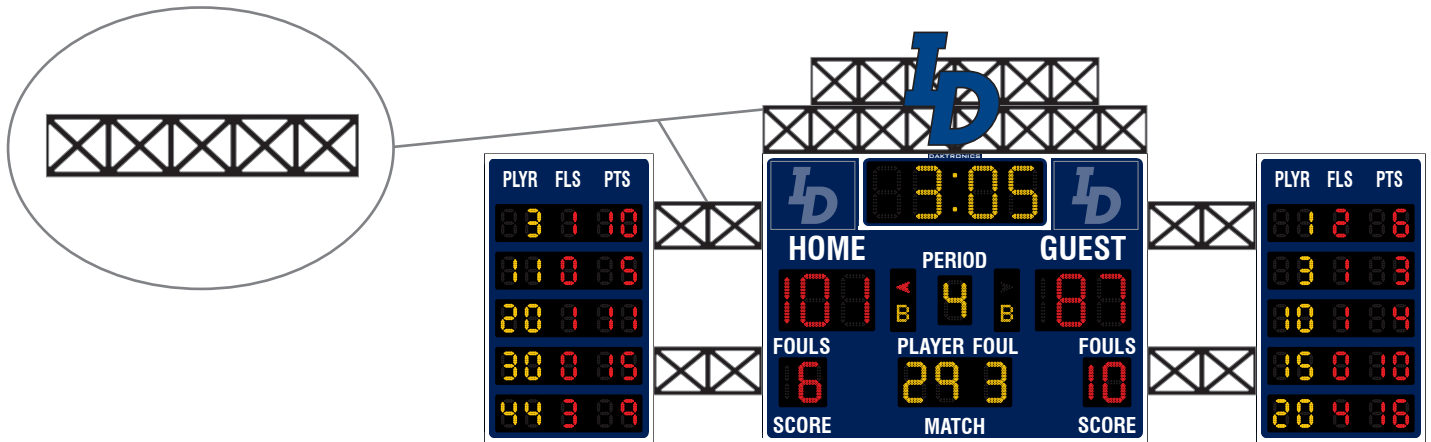 ID
DAKTRONICS
PLYR FLS PTS
3 1 10
11 0 5
20 1 11
30 0 15
44 3 9
ID 3:05 ID
HOME GUEST
PERIOD
101 B 4 B 87
FOULS PLAYER FOUL FOULS
6 29 3 10
SCORE MATCH SCORE
PLYR FLS PTS
1 2 6
3 1 3
10 1 4
15 0 10
20 4 16